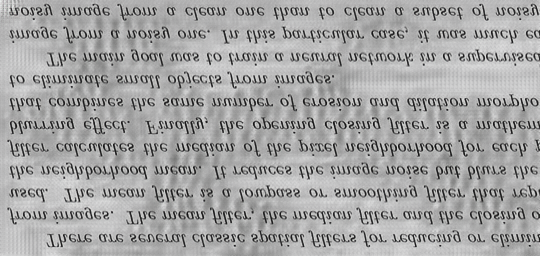 There are several classic spatial filters for reducing or elimin
from images. The mean filter, the median filter and the closing o
used. The mean filter is a lowpass or smoothing filter that repl
the neighborhood mean. It reduces the image noise but blurs the
filter calculates the median of the pixel neighborhood for each p
blurring effect. Finally, the opening closing filter is a mathem
that combines the same number of erosion and dilation morpho
to eliminate small objects from images.
The main goal was to train a neural network in a supervised
image from a noisy one. In this particular case, it was much ea
noisy image from a clean one than to clean a subset of noisy